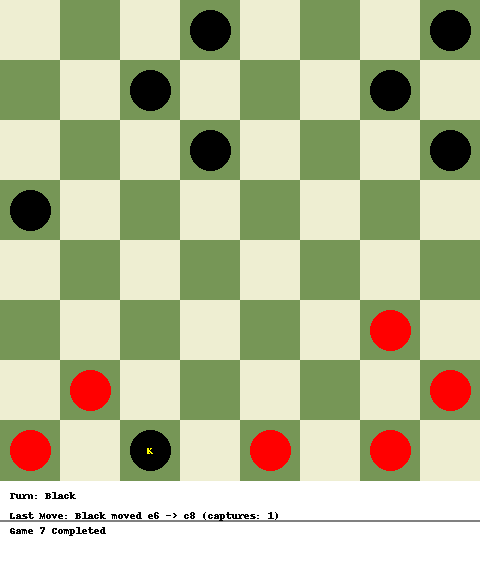 K
Turn: Black
Last Move: Black moved e6 -> c8 (captures: 1)
Game 7 Completed